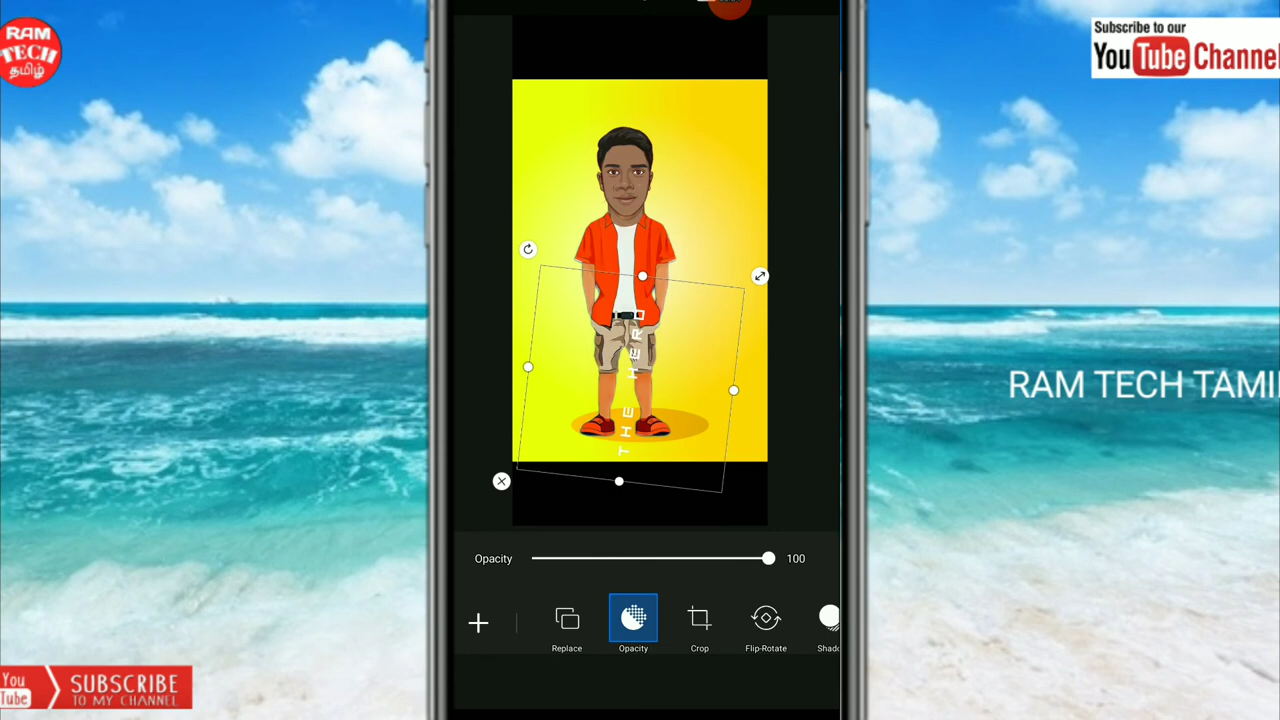 RAM
TECH
தமிழ்
Subscribe to our
YouTube Channel
THE HERO
RAM TECH TAMI
Opacity
100
Replace
Opacity
Crop
Flip-Rotate
Shado
You
Tube
SUBSCRIBE
TO MY CHANNEL